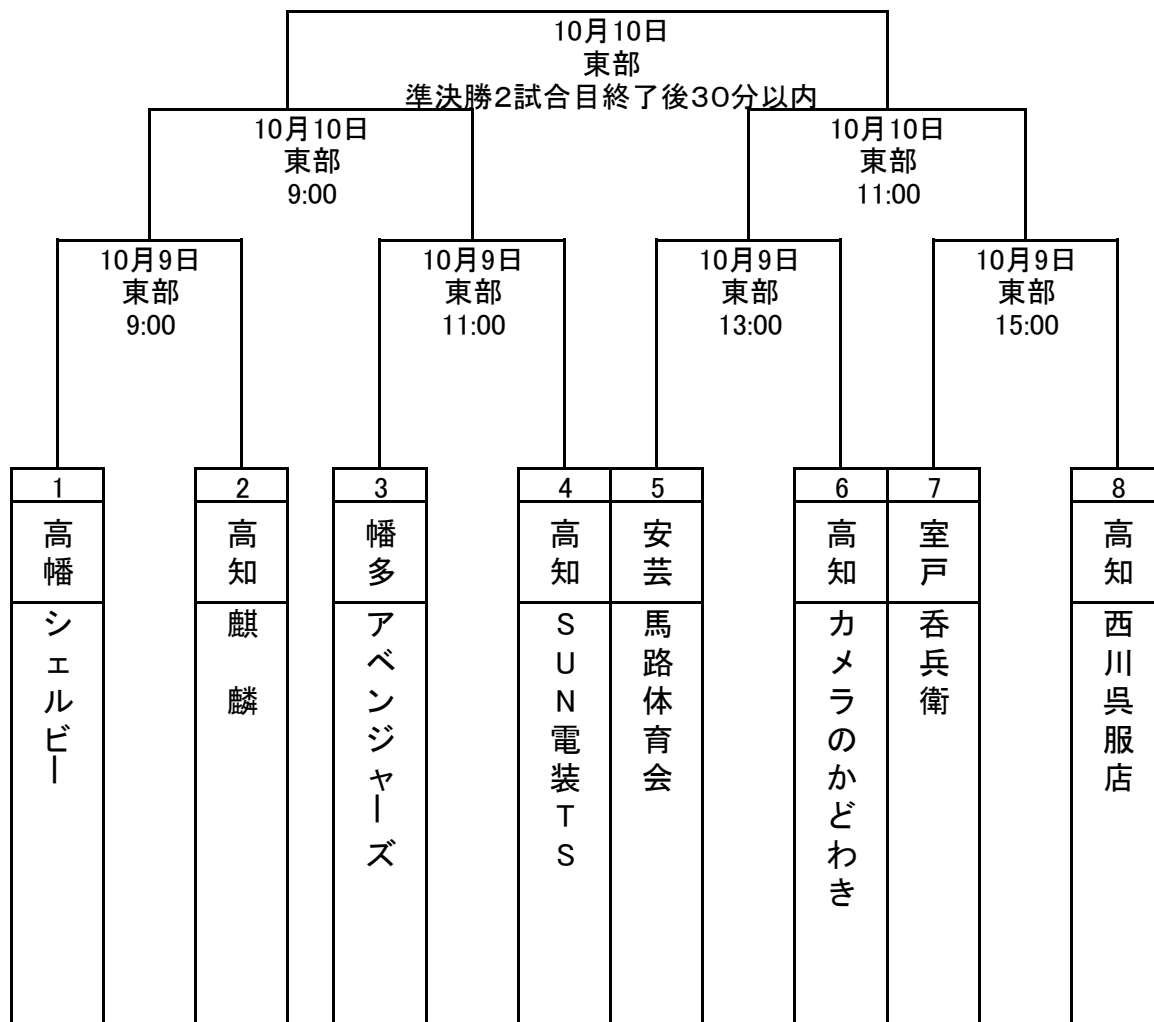 10月10日
東部
準決勝2試合目終了後30分以内
10月10日
東部
9:00
10月10日
東部
11:00
10月9日
東部
9:00
10月9日
東部
11:00
10月9日
東部
13:00
10月9日
東部
15:00
1
2
3
4
5
6
7
8
高幡
高知
幡多
高知
安芸
高知
室戸
高知
シェルビー
麒　麟
アベンジャーズ
SUN電装TS
馬路体育会
カメラのかどわき
呑兵衛
西川呉服店